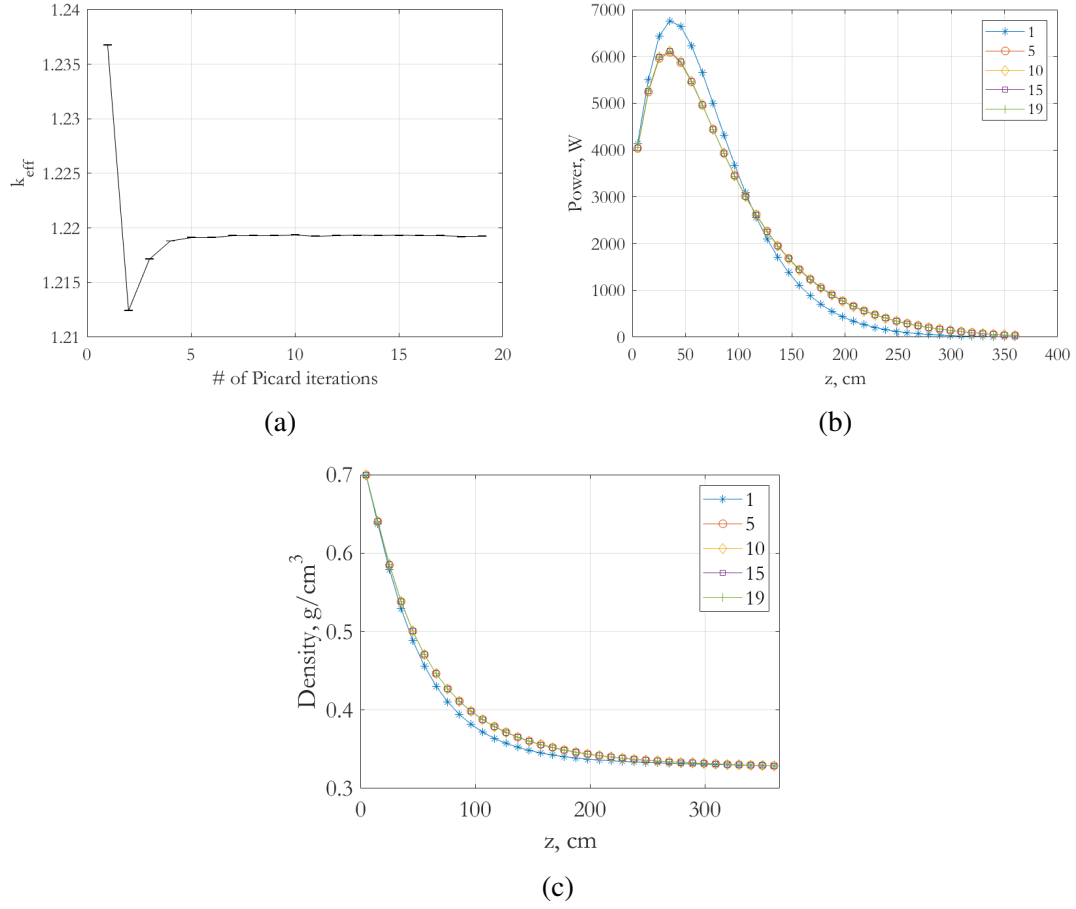 1.24
1.235
1.23
1.225
1.22
1.215
1.21
k_eff
0 5 10 15 20
# of Picard iterations
(a)
7000
6000
5000
4000
3000
2000
1000
0
Power, W
0 50 100 150 200 250 300 350 400
z, cm
1
5
10
15
19
(b)
0.7
0.6
0.5
0.4
0.3
Density, g/cm³
0 100 200 300
z, cm
1
5
10
15
19
(c)